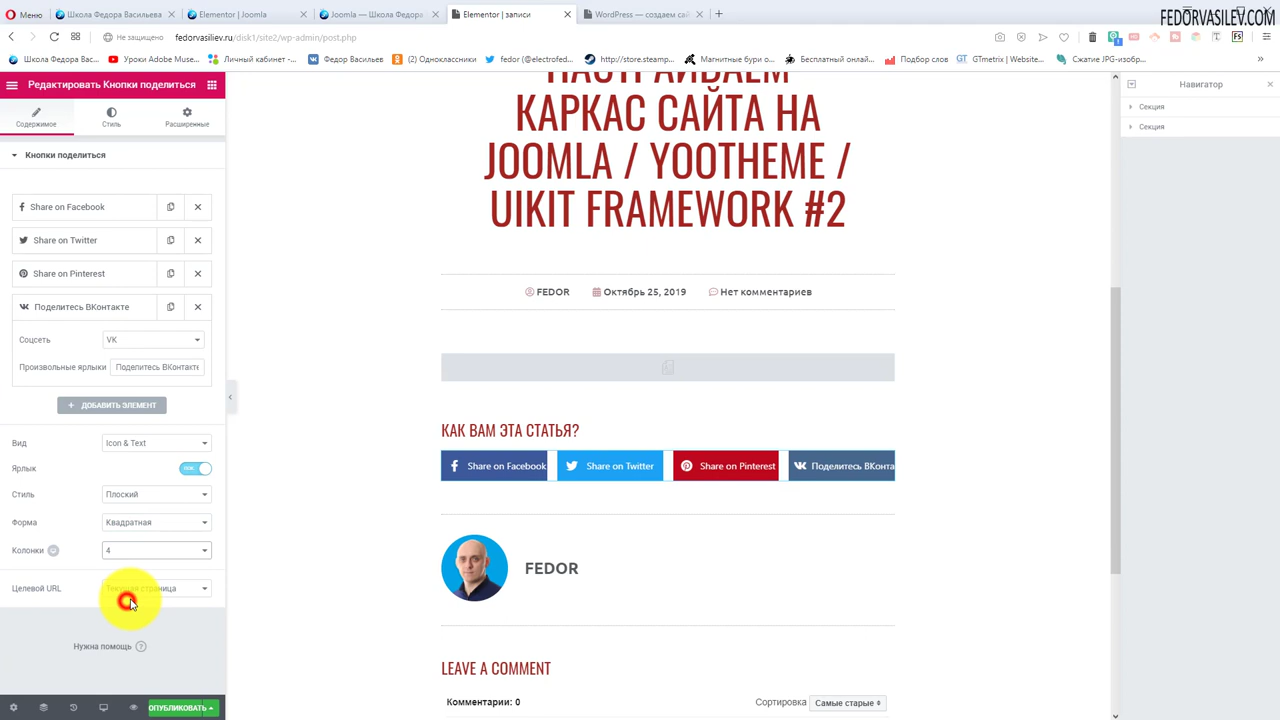 Меню
Школа Федора Васильева
Elementor | Joomla
Joomla — Школа Федора
Elementor | записи
WordPress — создаем сай
FEDORVASILEV.COM
Не защищено
fedorvasiliev.ru/disk1/site2/wp-admin/post.php
Школа Федора Вас...
Уроки Adobe Muse...
Личный кабинет -...
Федор Васильев
(2) Одноклассники
fedor (@electrofed...
http://store.steamp...
Магнитные бури о...
Бесплатный онлай...
Подбор слов
GTmetrix | Website...
Сжатие JPG-изобр...
Редактировать Кнопки поделиться
Содержимое
Стиль
Расширенные
Кнопки поделиться
Share on Facebook
Share on Twitter
Share on Pinterest
Поделитесь ВКонтакте
Соцсеть
VK
Произвольные ярлыки
Поделитесь ВКонтакте
ДОБАВИТЬ ЭЛЕМЕНТ
Вид
Icon & Text
Ярлык
Стиль
Плоский
Форма
Квадратная
Колонки
4
Целевой URL
Текущая страница
Нужна помощь ?
ОПУБЛИКОВАТЬ
НАСТРАИВАЕМ
КАРКАС САЙТА НА
JOOMLA / YOOTHEME /
UIKIT FRAMEWORK #2
FEDOR
Октябрь 25, 2019
Нет комментариев
КАК ВАМ ЭТА СТАТЬЯ?
Share on Facebook
Share on Twitter
Share on Pinterest
Поделитесь ВКонта
FEDOR
LEAVE A COMMENT
Комментарии: 0
Сортировка
Самые старые
Навигатор
Секция
Секция